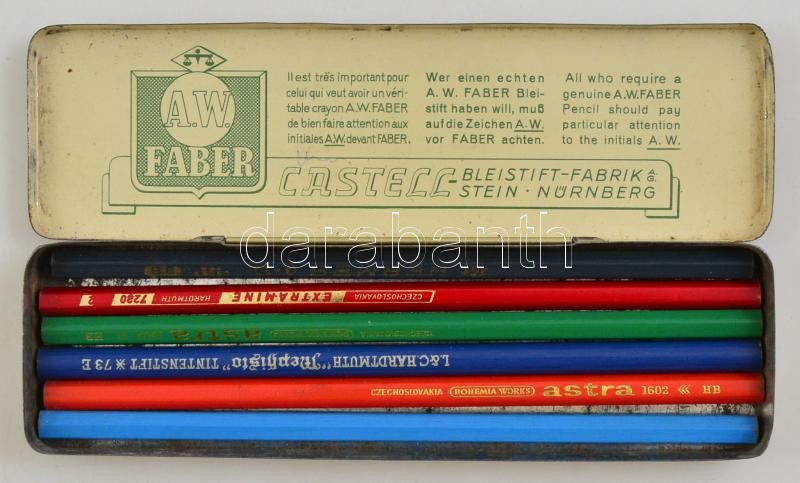 A.W.
FABER
Il est très important pour
celui qui veut avoir un véri-
table crayon A.W. FABER
de bien faire attention aux
initiales A.W. devant FABER.
Wer einen echten
A. W. FABER Blei-
stift haben will, muß
auf die Zeichen A. W.
vor FABER achten.
All who require a
genuine A.W. FABER
Pencil should pay
particular attention
to the initials A. W.
CASTELL-BLEISTIFT-FABRIK A.G.
STEIN · NÜRNBERG
darabanth
CZECHOSLOVAKIA EXTRAMINE HARDTMUTH 7280 2
astra
L&C HARDTMUTH "Mephisto" TINTENSTIFT * 73 E
CZECHOSLOVAKIA BOHEMIA WORKS astra 1602 HB